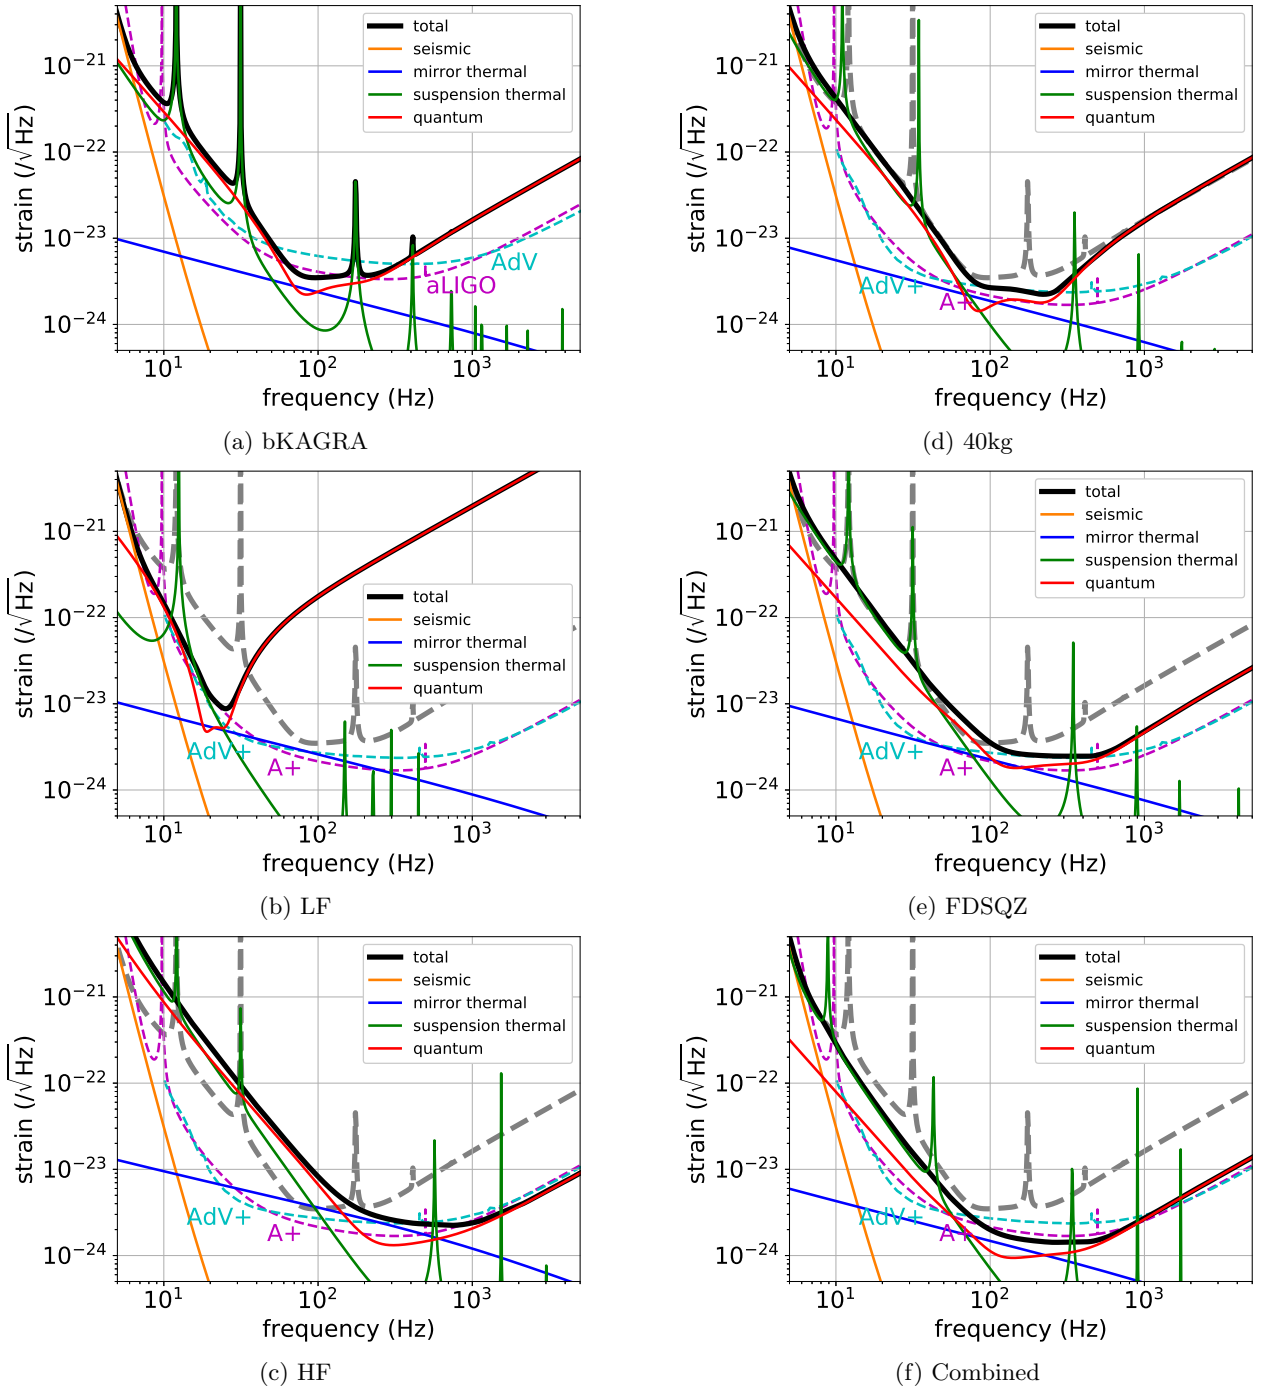 total
seismic
mirror thermal
suspension thermal
quantum
AdV
aLIGO
10^−21
10^−22
10^−23
10^−24
strain (/√Hz)
10^1 10^2 10^3
frequency (Hz)
(a) bKAGRA
total
seismic
mirror thermal
suspension thermal
quantum
AdV+
A+
10^−21
10^−22
10^−23
10^−24
strain (/√Hz)
10^1 10^2 10^3
frequency (Hz)
(d) 40kg
total
seismic
mirror thermal
suspension thermal
quantum
AdV+
A+
10^−21
10^−22
10^−23
10^−24
strain (/√Hz)
10^1 10^2 10^3
frequency (Hz)
(b) LF
total
seismic
mirror thermal
suspension thermal
quantum
AdV+
A+
10^−21
10^−22
10^−23
10^−24
strain (/√Hz)
10^1 10^2 10^3
frequency (Hz)
(e) FDSQZ
total
seismic
mirror thermal
suspension thermal
quantum
AdV+
A+
10^−21
10^−22
10^−23
10^−24
strain (/√Hz)
10^1 10^2 10^3
frequency (Hz)
(c) HF
total
seismic
mirror thermal
suspension thermal
quantum
AdV+
A+
10^−21
10^−22
10^−23
10^−24
strain (/√Hz)
10^1 10^2 10^3
frequency (Hz)
(f) Combined